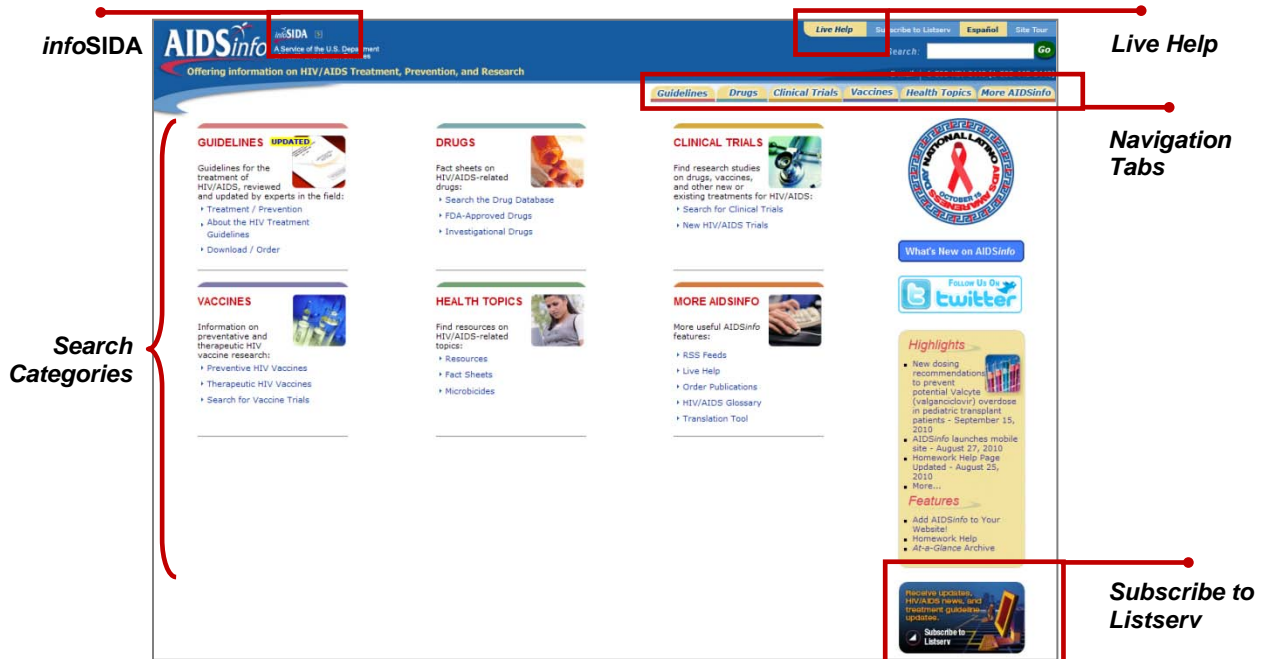 infoSIDA
Live Help
Navigation
Tabs
Search
Categories
Subscribe to
Listserv
AIDSinfo
infoSIDA
A Service of the U.S. Department
Offering information on HIV/AIDS Treatment, Prevention, and Research
Live Help Subscribe to Listserv Español Site Tour
Search: Go
Guidelines Drugs Clinical Trials Vaccines Health Topics More AIDSinfo
GUIDELINES UPDATED
Guidelines for the
treatment of
HIV/AIDS, reviewed
and updated by experts in the field:
Treatment / Prevention
About the HIV Treatment
Guidelines
Download / Order
DRUGS
Fact sheets on
HIV/AIDS-related
drugs:
Search the Drug Database
FDA-Approved Drugs
Investigational Drugs
CLINICAL TRIALS
Find research studies
on drugs, vaccines,
and other new or
existing treatments for HIV/AIDS:
Search for Clinical Trials
New HIV/AIDS Trials
VACCINES
Information on
preventative and
therapeutic HIV
vaccine research:
Preventive HIV Vaccines
Therapeutic HIV Vaccines
Search for Vaccine Trials
HEALTH TOPICS
Find resources on
HIV/AIDS-related
topics:
Resources
Fact Sheets
Microbicides
MORE AIDSINFO
More useful AIDSinfo
features:
RSS Feeds
Live Help
Order Publications
HIV/AIDS Glossary
Translation Tool
NATIONAL LATINO AIDS AWARENESS DAY
OCTOBER 15
What's New on AIDSinfo
Follow Us On
twitter
Highlights
New dosing
recommendations
to prevent
potential Valcyte
(valganciclovir) overdose
in pediatric transplant
patients - September 15,
2010
AIDSinfo launches mobile
site - August 27, 2010
Homework Help Page
Updated - August 25,
2010
More...
Features
Add AIDSinfo to Your
Website!
Homework Help
At-a-Glance Archive
Receive updates,
HIV/AIDS news, and
treatment guideline
updates.
Subscribe to
Listserv